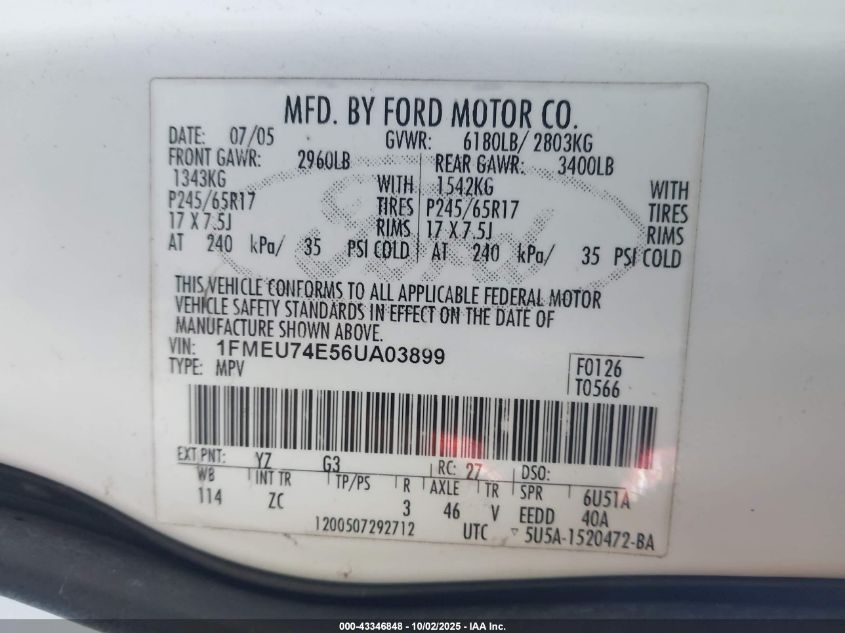 MFD. BY FORD MOTOR CO.
DATE: 07/05 GVWR: 6180LB/ 2803KG
FRONT GAWR: 2960LB REAR GAWR: 3400LB
1343KG WITH 1542KG WITH
P245/65R17 TIRES P245/65R17 TIRES
17 X 7.5J RIMS 17 X 7.5J RIMS
AT 240 kPa/ 35 PSI COLD AT 240 kPa/ 35 PSI COLD
THIS VEHICLE CONFORMS TO ALL APPLICABLE FEDERAL MOTOR
VEHICLE SAFETY STANDARDS IN EFFECT ON THE DATE OF
MANUFACTURE SHOWN ABOVE.
VIN: 1FMEU74E56UA03899
TYPE: MPV
F0126
T0566
EXT PNT: YZ G3 RC: 27 DSO:
WB INT TR TP/PS R AXLE TR SPR 6U51A
114 ZC 3 46 V EEDD 40A
1200507292712 UTC ▽ 5U5A-1520472-BA
000-43346848 - 10/02/2025 - IAA Inc.